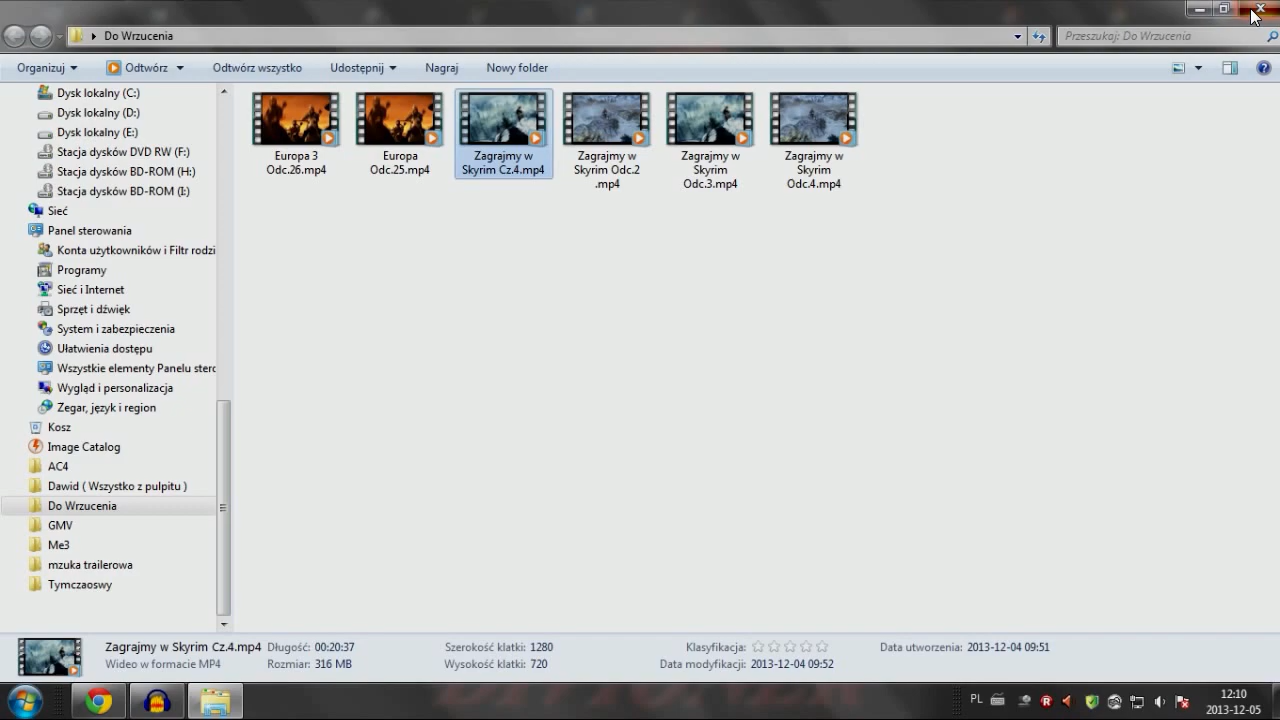 Do Wrzucenia
Przeszukaj: Do Wrzucenia
Organizuj
Odtwórz
Odtwórz wszystko
Udostępnij
Nagraj
Nowy folder
Dysk lokalny (C:)
Dysk lokalny (D:)
Dysk lokalny (E:)
Stacja dysków DVD RW (F:)
Stacja dysków BD-ROM (H:)
Stacja dysków BD-ROM (I:)
Sieć
Panel sterowania
Konta użytkowników i Filtr rodzi
Programy
Sieć i Internet
Sprzęt i dźwięk
System i zabezpieczenia
Ułatwienia dostępu
Wszystkie elementy Panelu sterc
Wygląd i personalizacja
Zegar, język i region
Kosz
Image Catalog
AC4
Dawid ( Wszystko z pulpitu )
Do Wrzucenia
GMV
Me3
mzuka trailerowa
Tymczaoswy
Europa 3
Odc.26.mp4
Europa
Odc.25.mp4
Zagrajmy w
Skyrim Cz.4.mp4
Zagrajmy w
Skyrim Odc.2
.mp4
Zagrajmy w
Skyrim
Odc.3.mp4
Zagrajmy w
Skyrim
Odc.4.mp4
Zagrajmy w Skyrim Cz.4.mp4
Wideo w formacie MP4
Długość: 00:20:37
Rozmiar: 316 MB
Szerokość klatki: 1280
Wysokość klatki: 720
Klasyfikacja:
Data modyfikacji: 2013-12-04 09:52
Data utworzenia: 2013-12-04 09:51
PL
12:10
2013-12-05